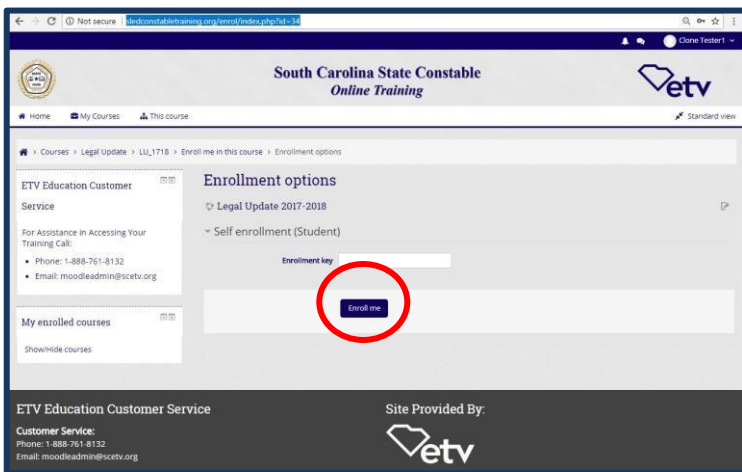 Not secure | sledconstabletraining.org/enrol/index.php?id=34
Clone Tester1
South Carolina State Constable
Online Training
etv
Home My Courses This course Standard view
> Courses > Legal Update > LU_1718 > Enroll me in this course > Enrollment options
ETV Education Customer
Service
For Assistance in Accessing Your
Training Call:
• Phone: 1-888-761-8132
• Email: moodleadmin@scetv.org
My enrolled courses
Show/Hide courses
Enrollment options
Legal Update 2017-2018
Self enrollment (Student)
Enrollment key
Enroll me
ETV Education Customer Service
Customer Service:
Phone: 1-888-761-8132
Email: moodleadmin@scetv.org
Site Provided By:
etv